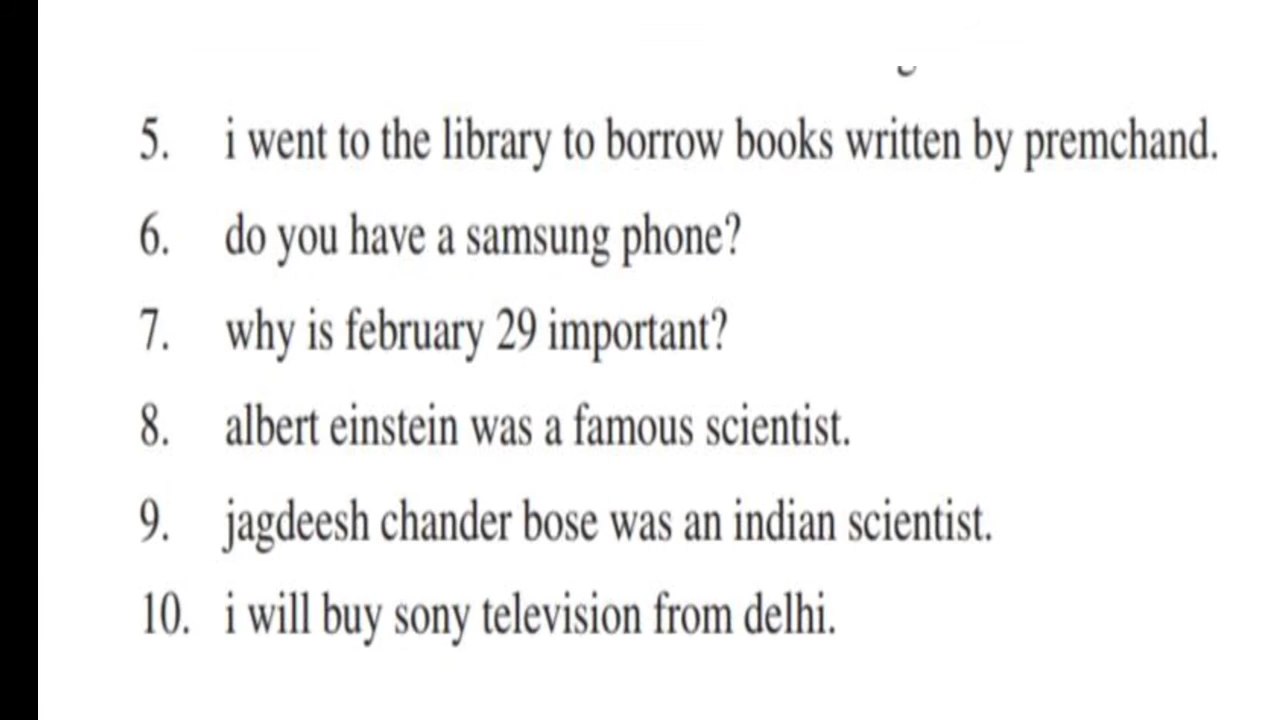 5. i went to the library to borrow books written by premchand.
6. do you have a samsung phone?
7. why is february 29 important?
8. albert einstein was a famous scientist.
9. jagdeesh chander bose was an indian scientist.
10. i will buy sony television from delhi.